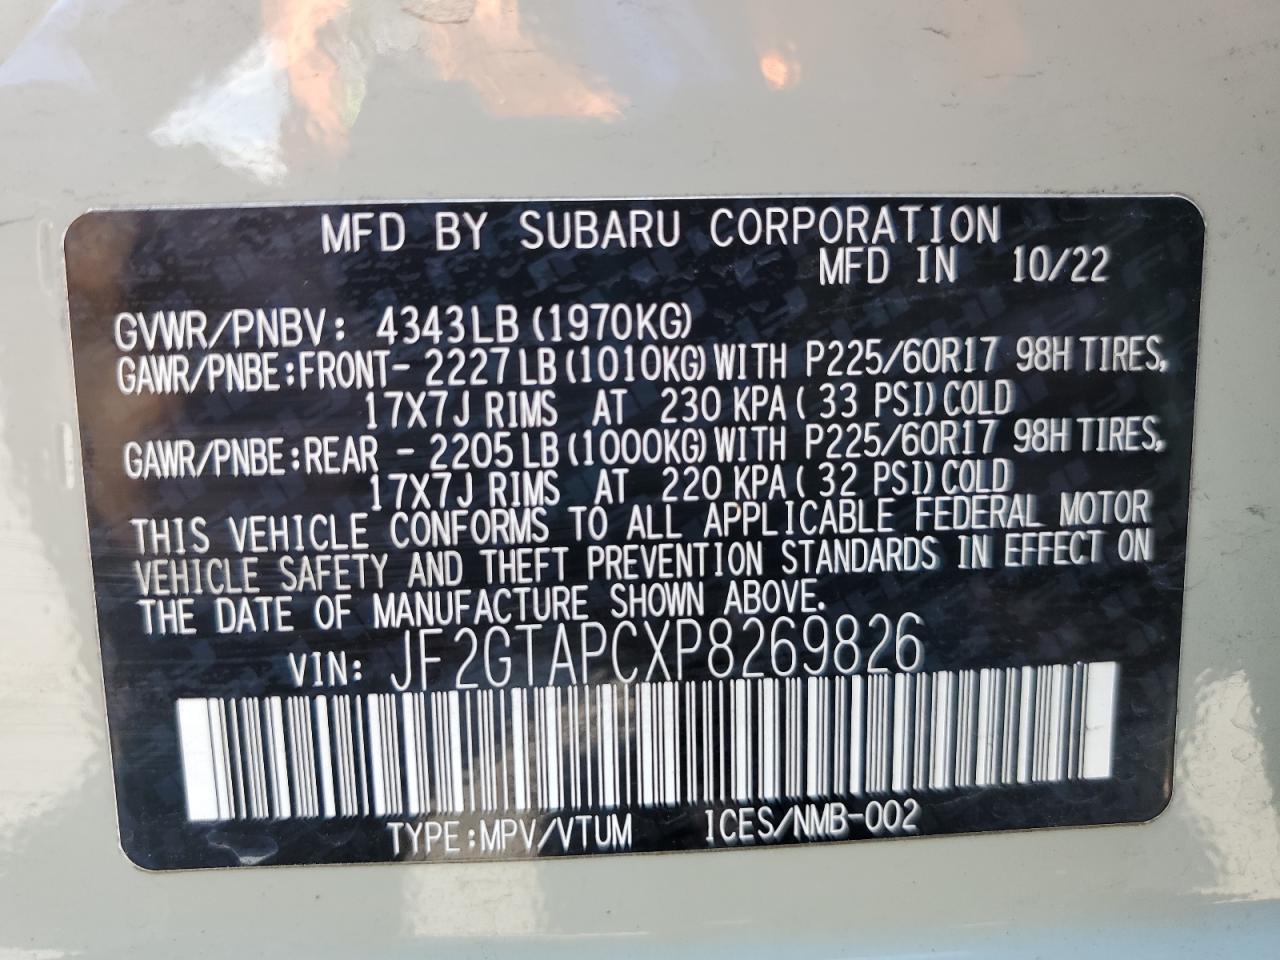 MFD BY SUBARU CORPORATION
MFD IN 10/22
GVWR/PNBV: 4343LB (1970KG)
GAWR/PNBE:FRONT- 2227LB (1010KG) WITH P225/60R17 98H TIRES,
17X7J RIMS AT 230 KPA ( 33 PSI) COLD
GAWR/PNBE:REAR - 2205LB (1000KG) WITH P225/60R17 98H TIRES,
17X7J RIMS AT 220 KPA ( 32 PSI) COLD
THIS VEHICLE CONFORMS TO ALL APPLICABLE FEDERAL MOTOR
VEHICLE SAFETY AND THEFT PREVENTION STANDARDS IN EFFECT ON
THE DATE OF MANUFACTURE SHOWN ABOVE.
VIN: JF2GTAPCXP8269826
TYPE:MPV/VTUM ICES/NMB-002